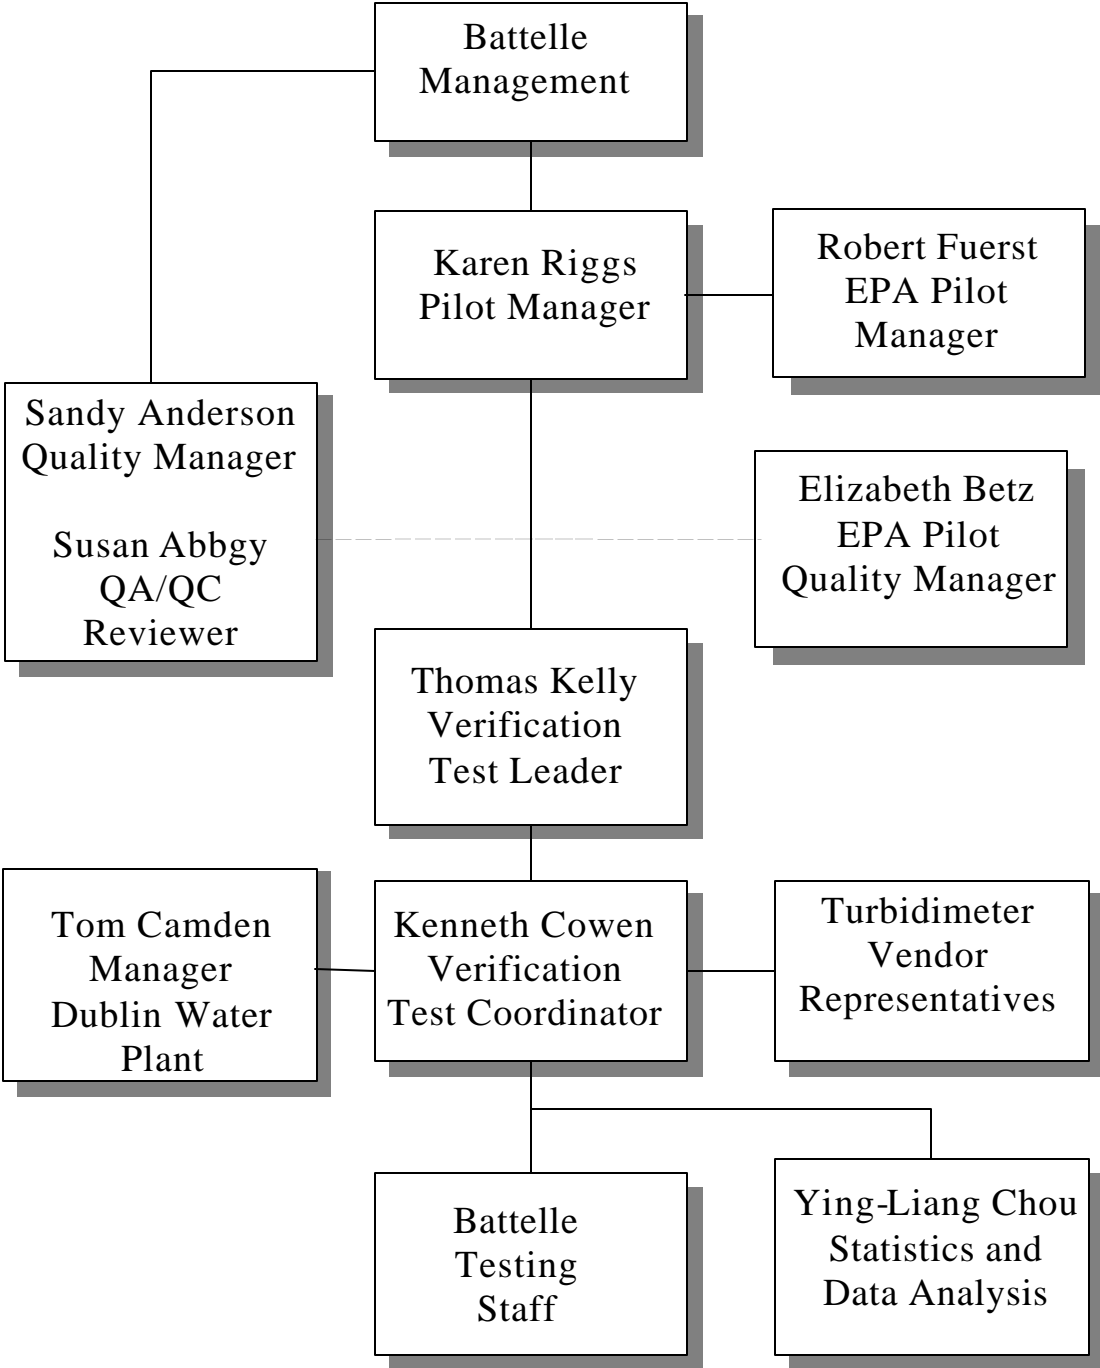 Battelle
Management
Karen Riggs
Pilot Manager
Robert Fuerst
EPA Pilot
Manager
Sandy Anderson
Quality Manager
Susan Abbgy
QA/QC
Reviewer
Elizabeth Betz
EPA Pilot
Quality Manager
Thomas Kelly
Verification
Test Leader
Tom Camden
Manager
Dublin Water
Plant
Kenneth Cowen
Verification
Test Coordinator
Turbidimeter
Vendor
Representatives
Battelle
Testing
Staff
Ying-Liang Chou
Statistics and
Data Analysis